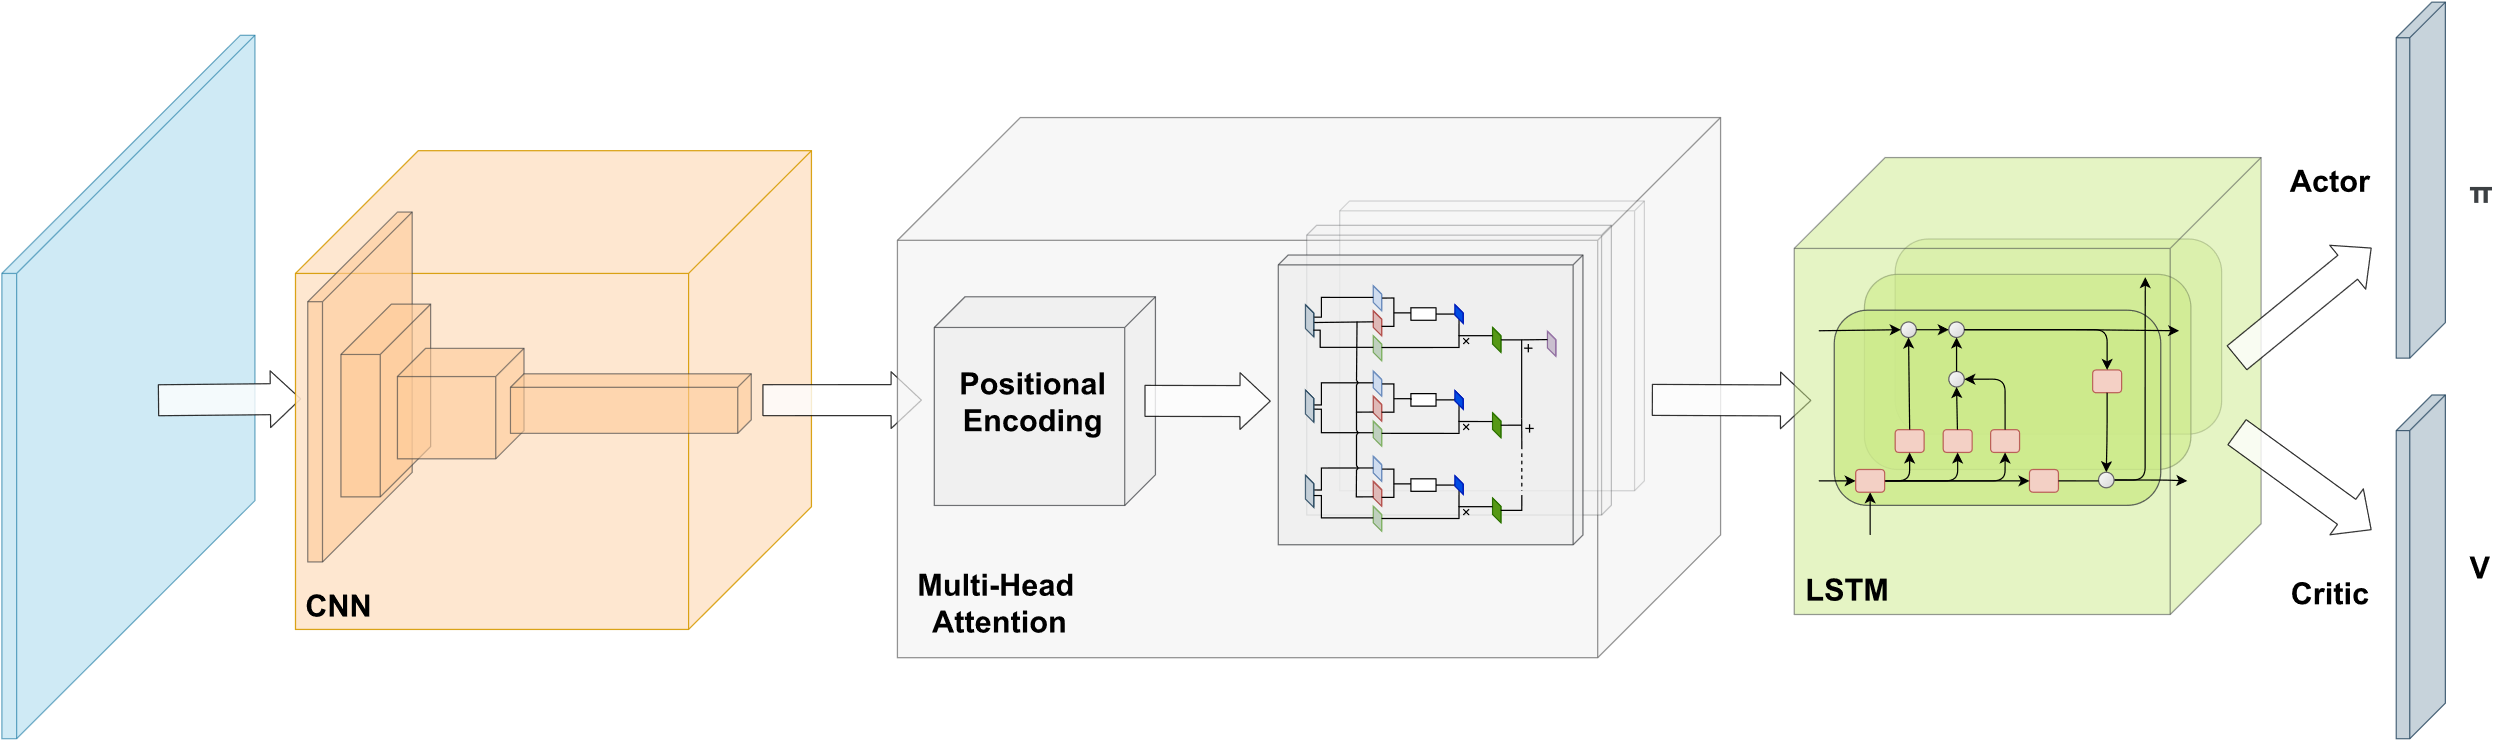 CNN
Positional
Encoding
Multi-Head
Attention
×
+
×
+
×
LSTM
Actor
π
Critic
V